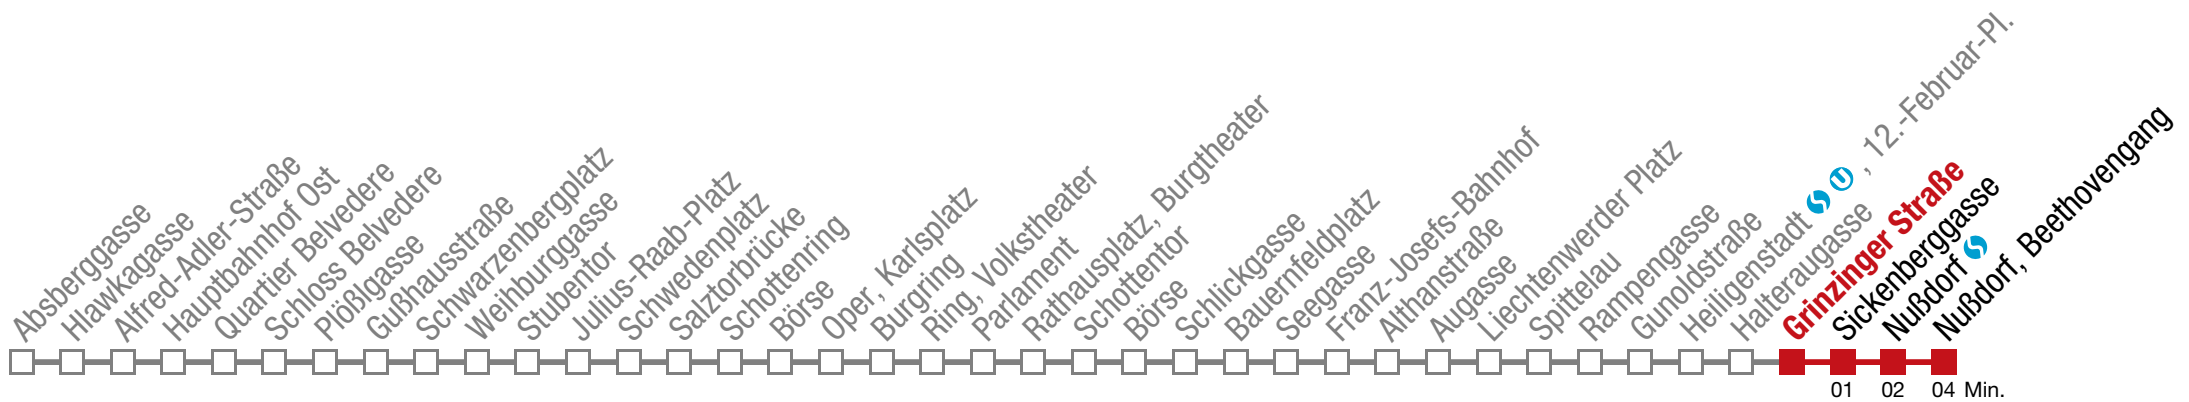 Absberggasse
Hlawkagasse
Alfred-Adler-Straße
Hauptbahnhof Ost
Quartier Belvedere
Schloss Belvedere
Plößlgasse
Gußhausstraße
Schwarzenbergplatz
Weihburggasse
Stubentor
Julius-Raab-Platz
Schwedenplatz
Salztorbrücke
Schottenring
Börse
Oper, Karlsplatz
Burgring
Ring, Volkstheater
Parlament
Rathausplatz, Burgtheater
Schottentor
Börse
Schlickgasse
Bauernfeldplatz
Seegasse
Franz-Josefs-Bahnhof
Althanstraße
Augasse
Liechtenwerder Platz
Spittelau
Rampengasse
Gunoldstraße
Heiligenstadt S U , 12.-Februar-Pl.
Halteraugasse
Grinzinger Straße
Sickenberggasse
Nußdorf S
Nußdorf, Beethovengang
01 02 04 Min.